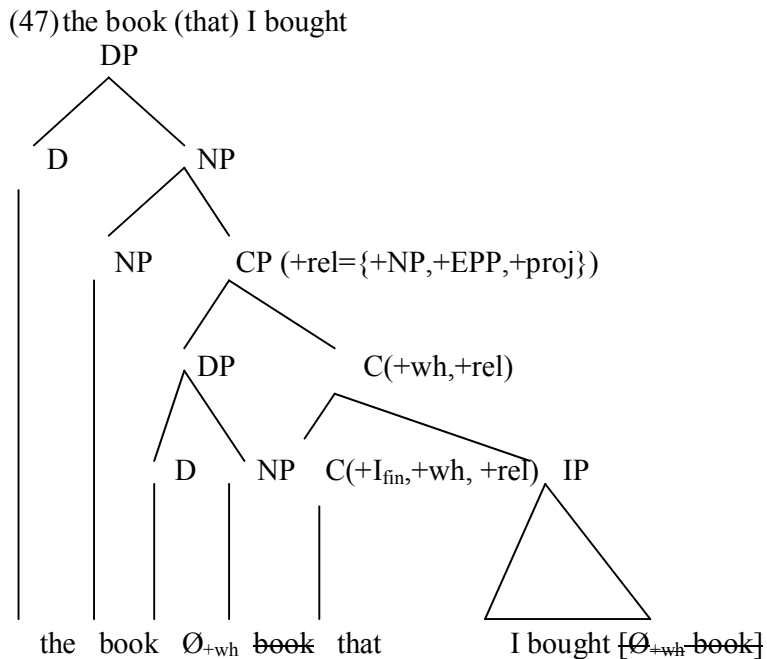 (47) the book (that) I bought
DP
D NP
NP CP (+rel={+NP,+EPP,+proj})
DP C(+wh,+rel)
D NP C(+I_fin,+wh, +rel) IP
the book Ø+wh book that I bought [Ø+wh book]